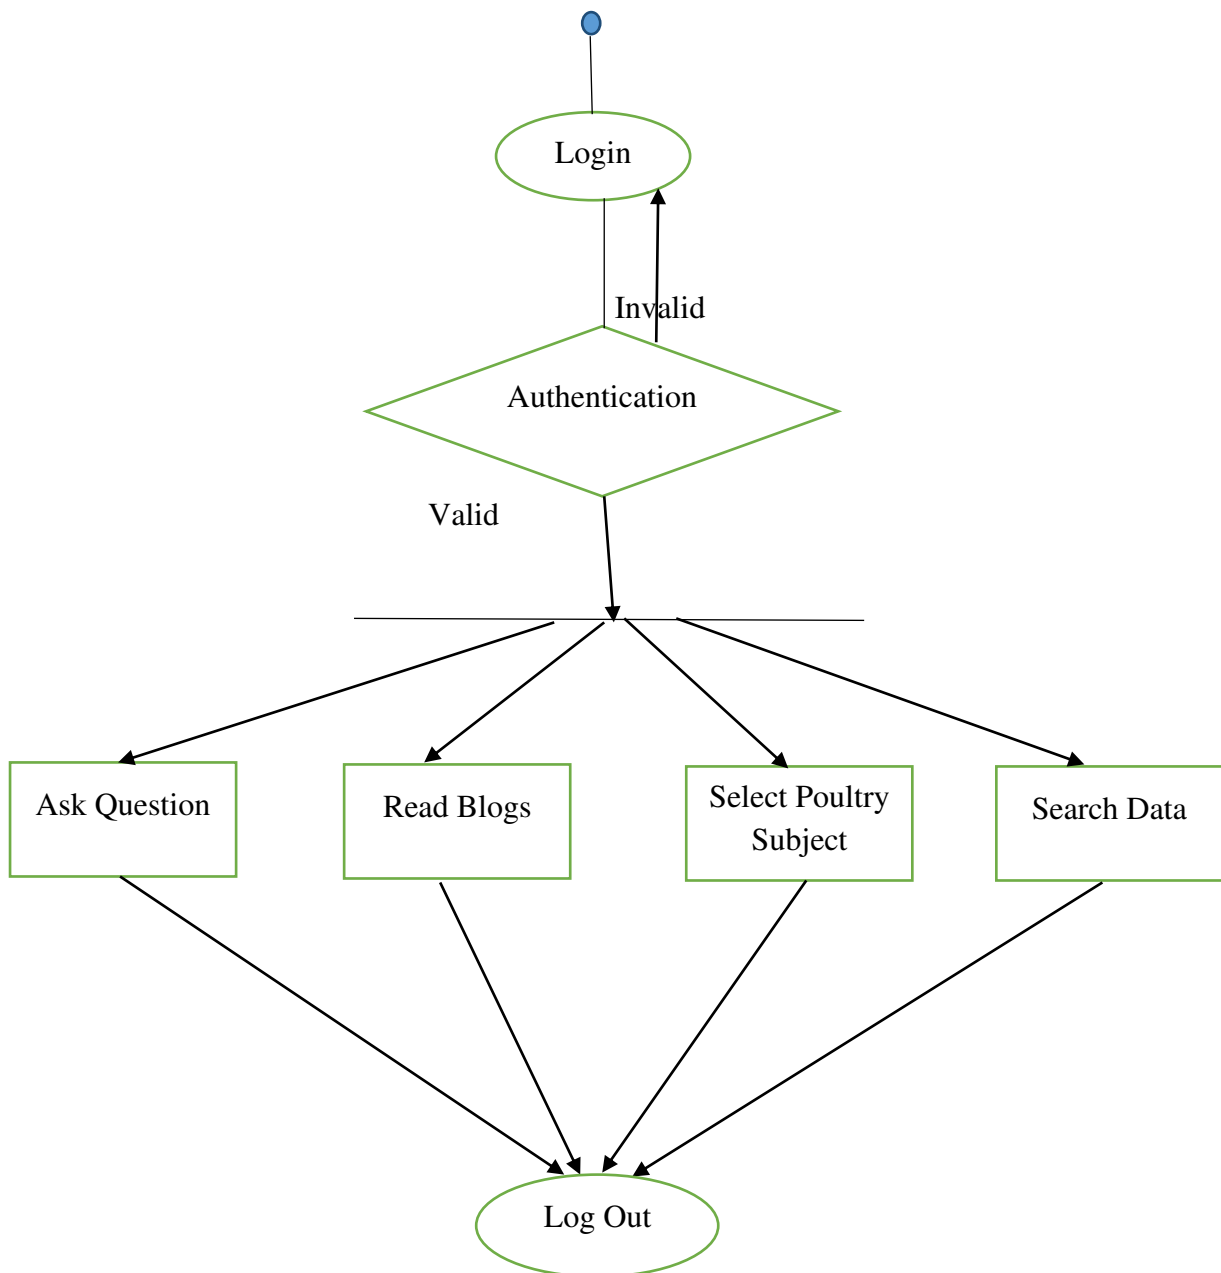 Login
Invalid
Authentication
Valid
Ask Question
Read Blogs
Select Poultry
Subject
Search Data
Log Out